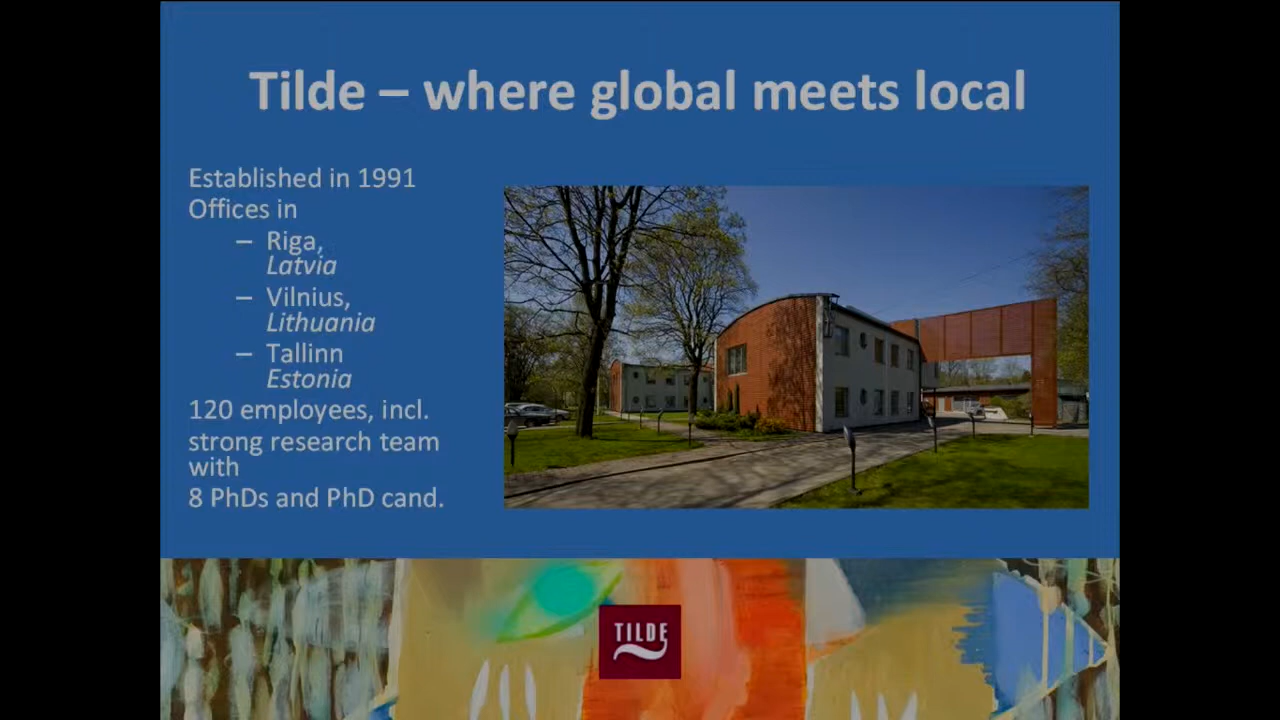 Tilde – where global meets local
Established in 1991
Offices in
– Riga,
Latvia
– Vilnius,
Lithuania
– Tallinn
Estonia
120 employees, incl.
strong research team
with
8 PhDs and PhD cand.
TILDE